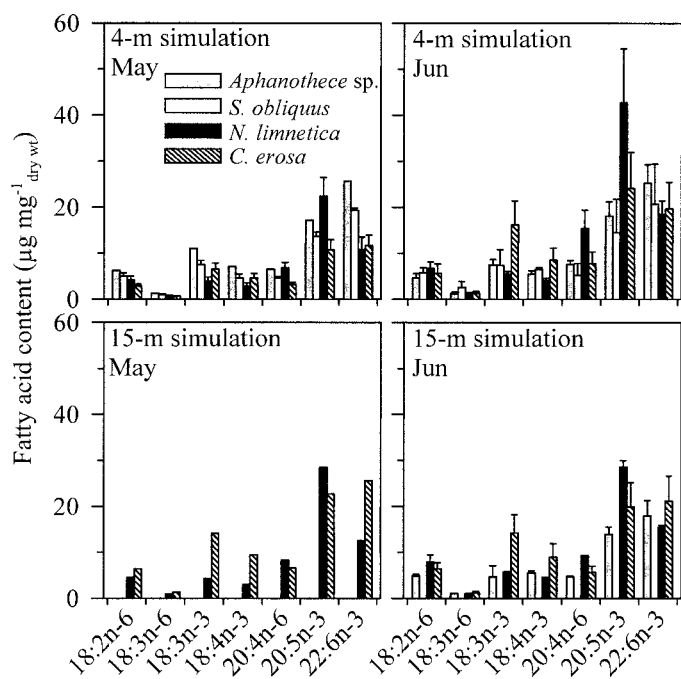 Fatty acid content (µg mg⁻¹ dry wt)
60
40
20
0
4-m simulation
May
Aphanothece sp.
S. obliquus
N. limnetica
C. erosa
4-m simulation
Jun
60
40
20
0
15-m simulation
May
15-m simulation
Jun
18:2n-6
18:3n-6
18:3n-3
18:4n-3
20:4n-6
20:5n-3
22:6n-3
18:2n-6
18:3n-6
18:3n-3
18:4n-3
20:4n-6
20:5n-3
22:6n-3